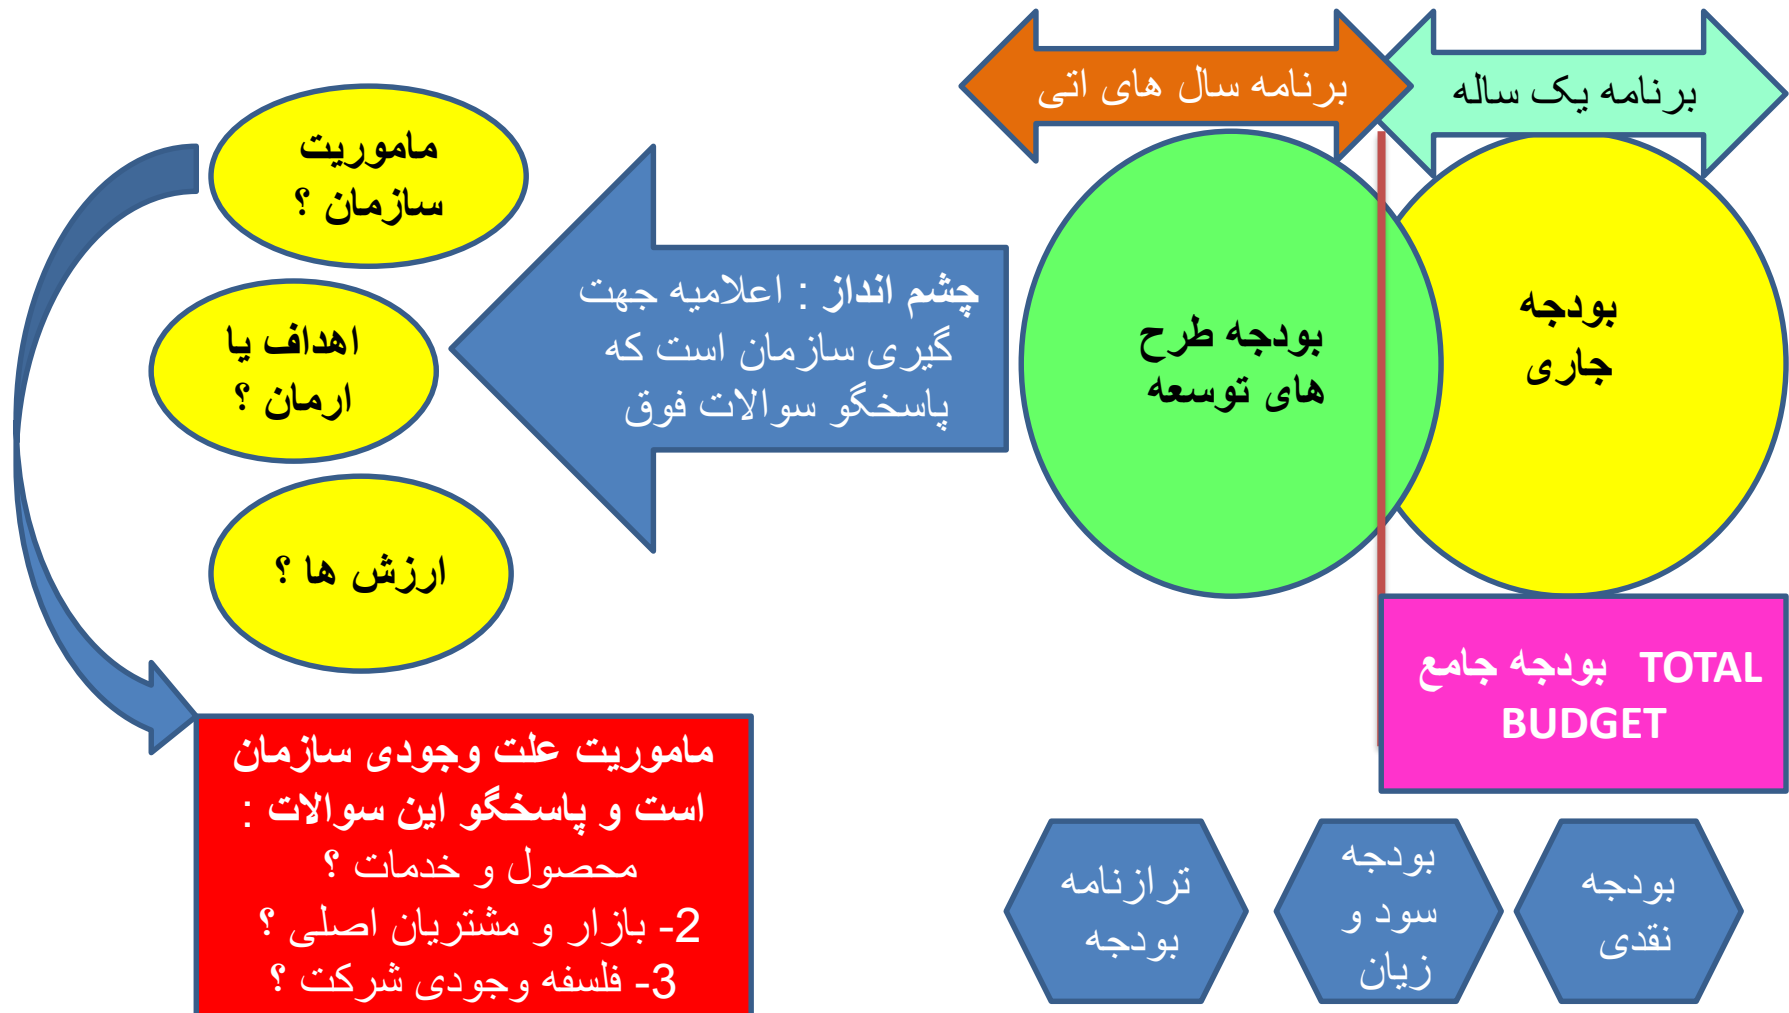 برنامه یک ساله
برنامه سال های اتی
بودجه
جاری
بودجه طرح
های توسعه
چشم انداز : اعلامیه جهت
گیری سازمان است که
پاسخگو سوالات فوق
ماموریت
سازمان ؟
اهداف یا
ارمان ؟
ارزش ها ؟
TOTAL بودجه جامع
BUDGET
ماموریت علت وجودی سازمان
است و پاسخگو این سوالات :
محصول و خدمات ؟
2- بازار و مشتریان اصلی ؟
3- فلسفه وجودی شرکت ؟
بودجه
نقدی
بودجه
سود و
زیان
ترازنامه
بودجه